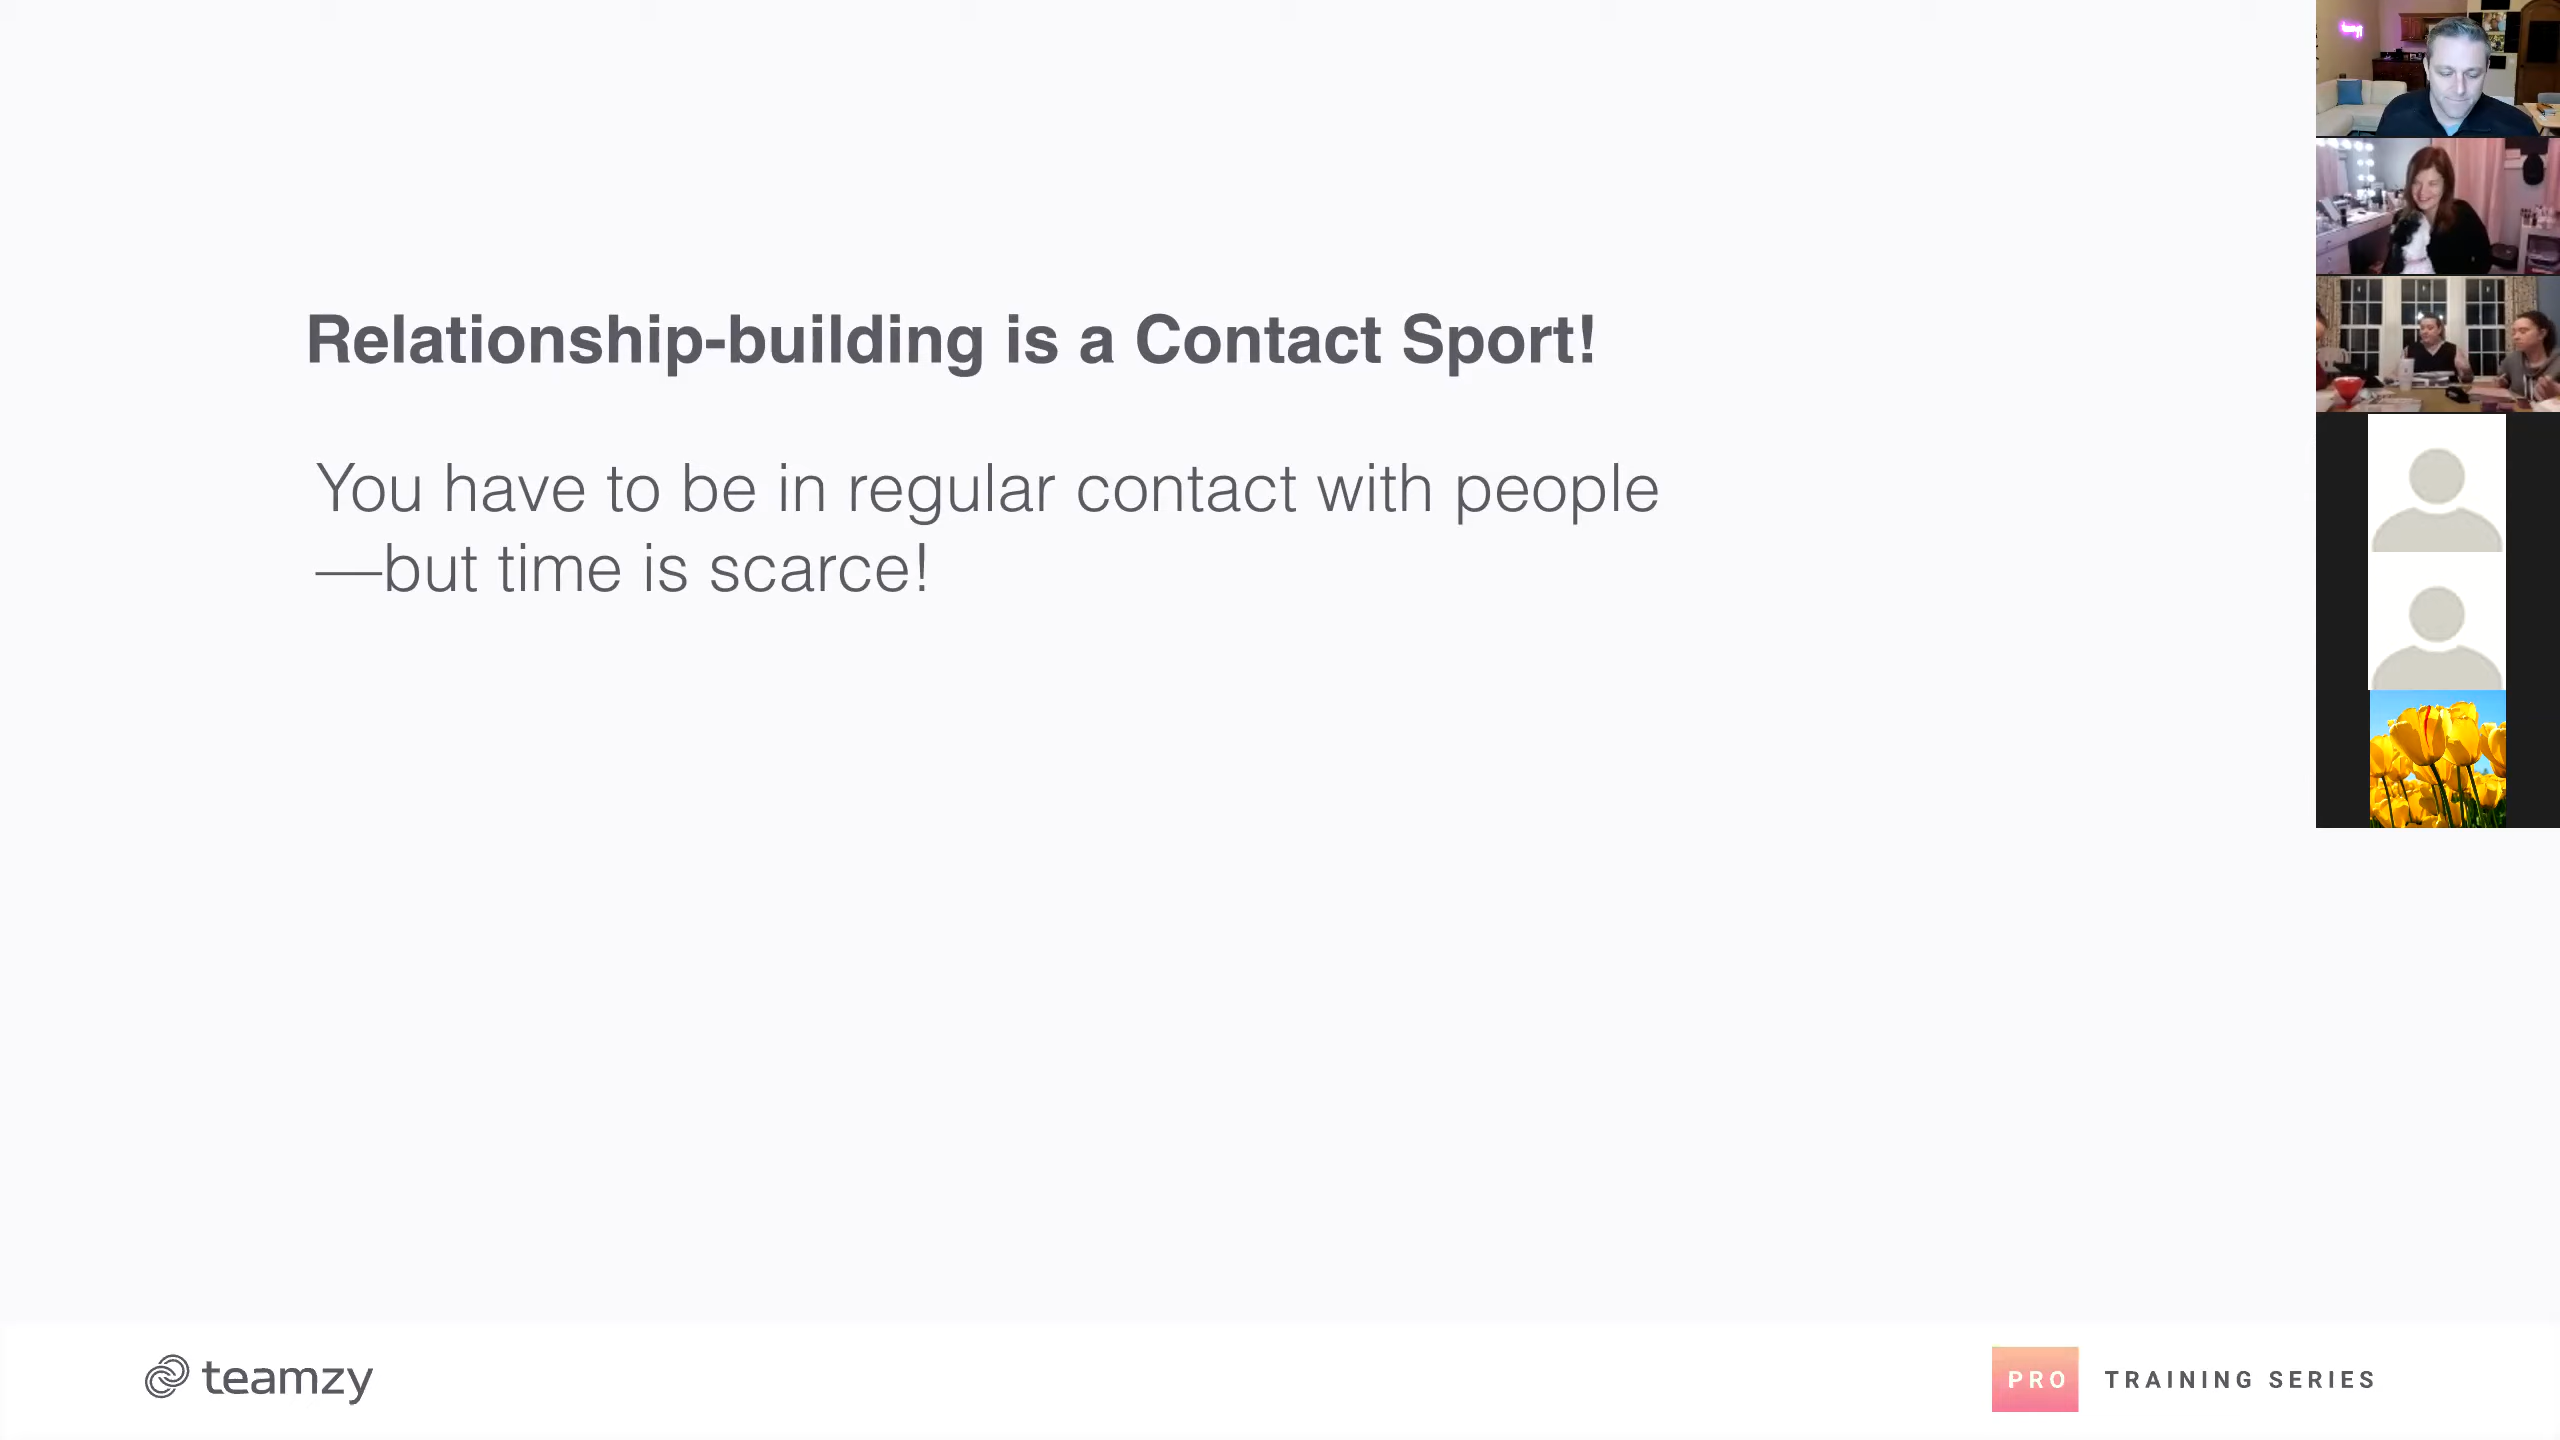 Relationship-building is a Contact Sport!
You have to be in regular contact with people
—but time is scarce!
teamzy
PRO TRAINING SERIES